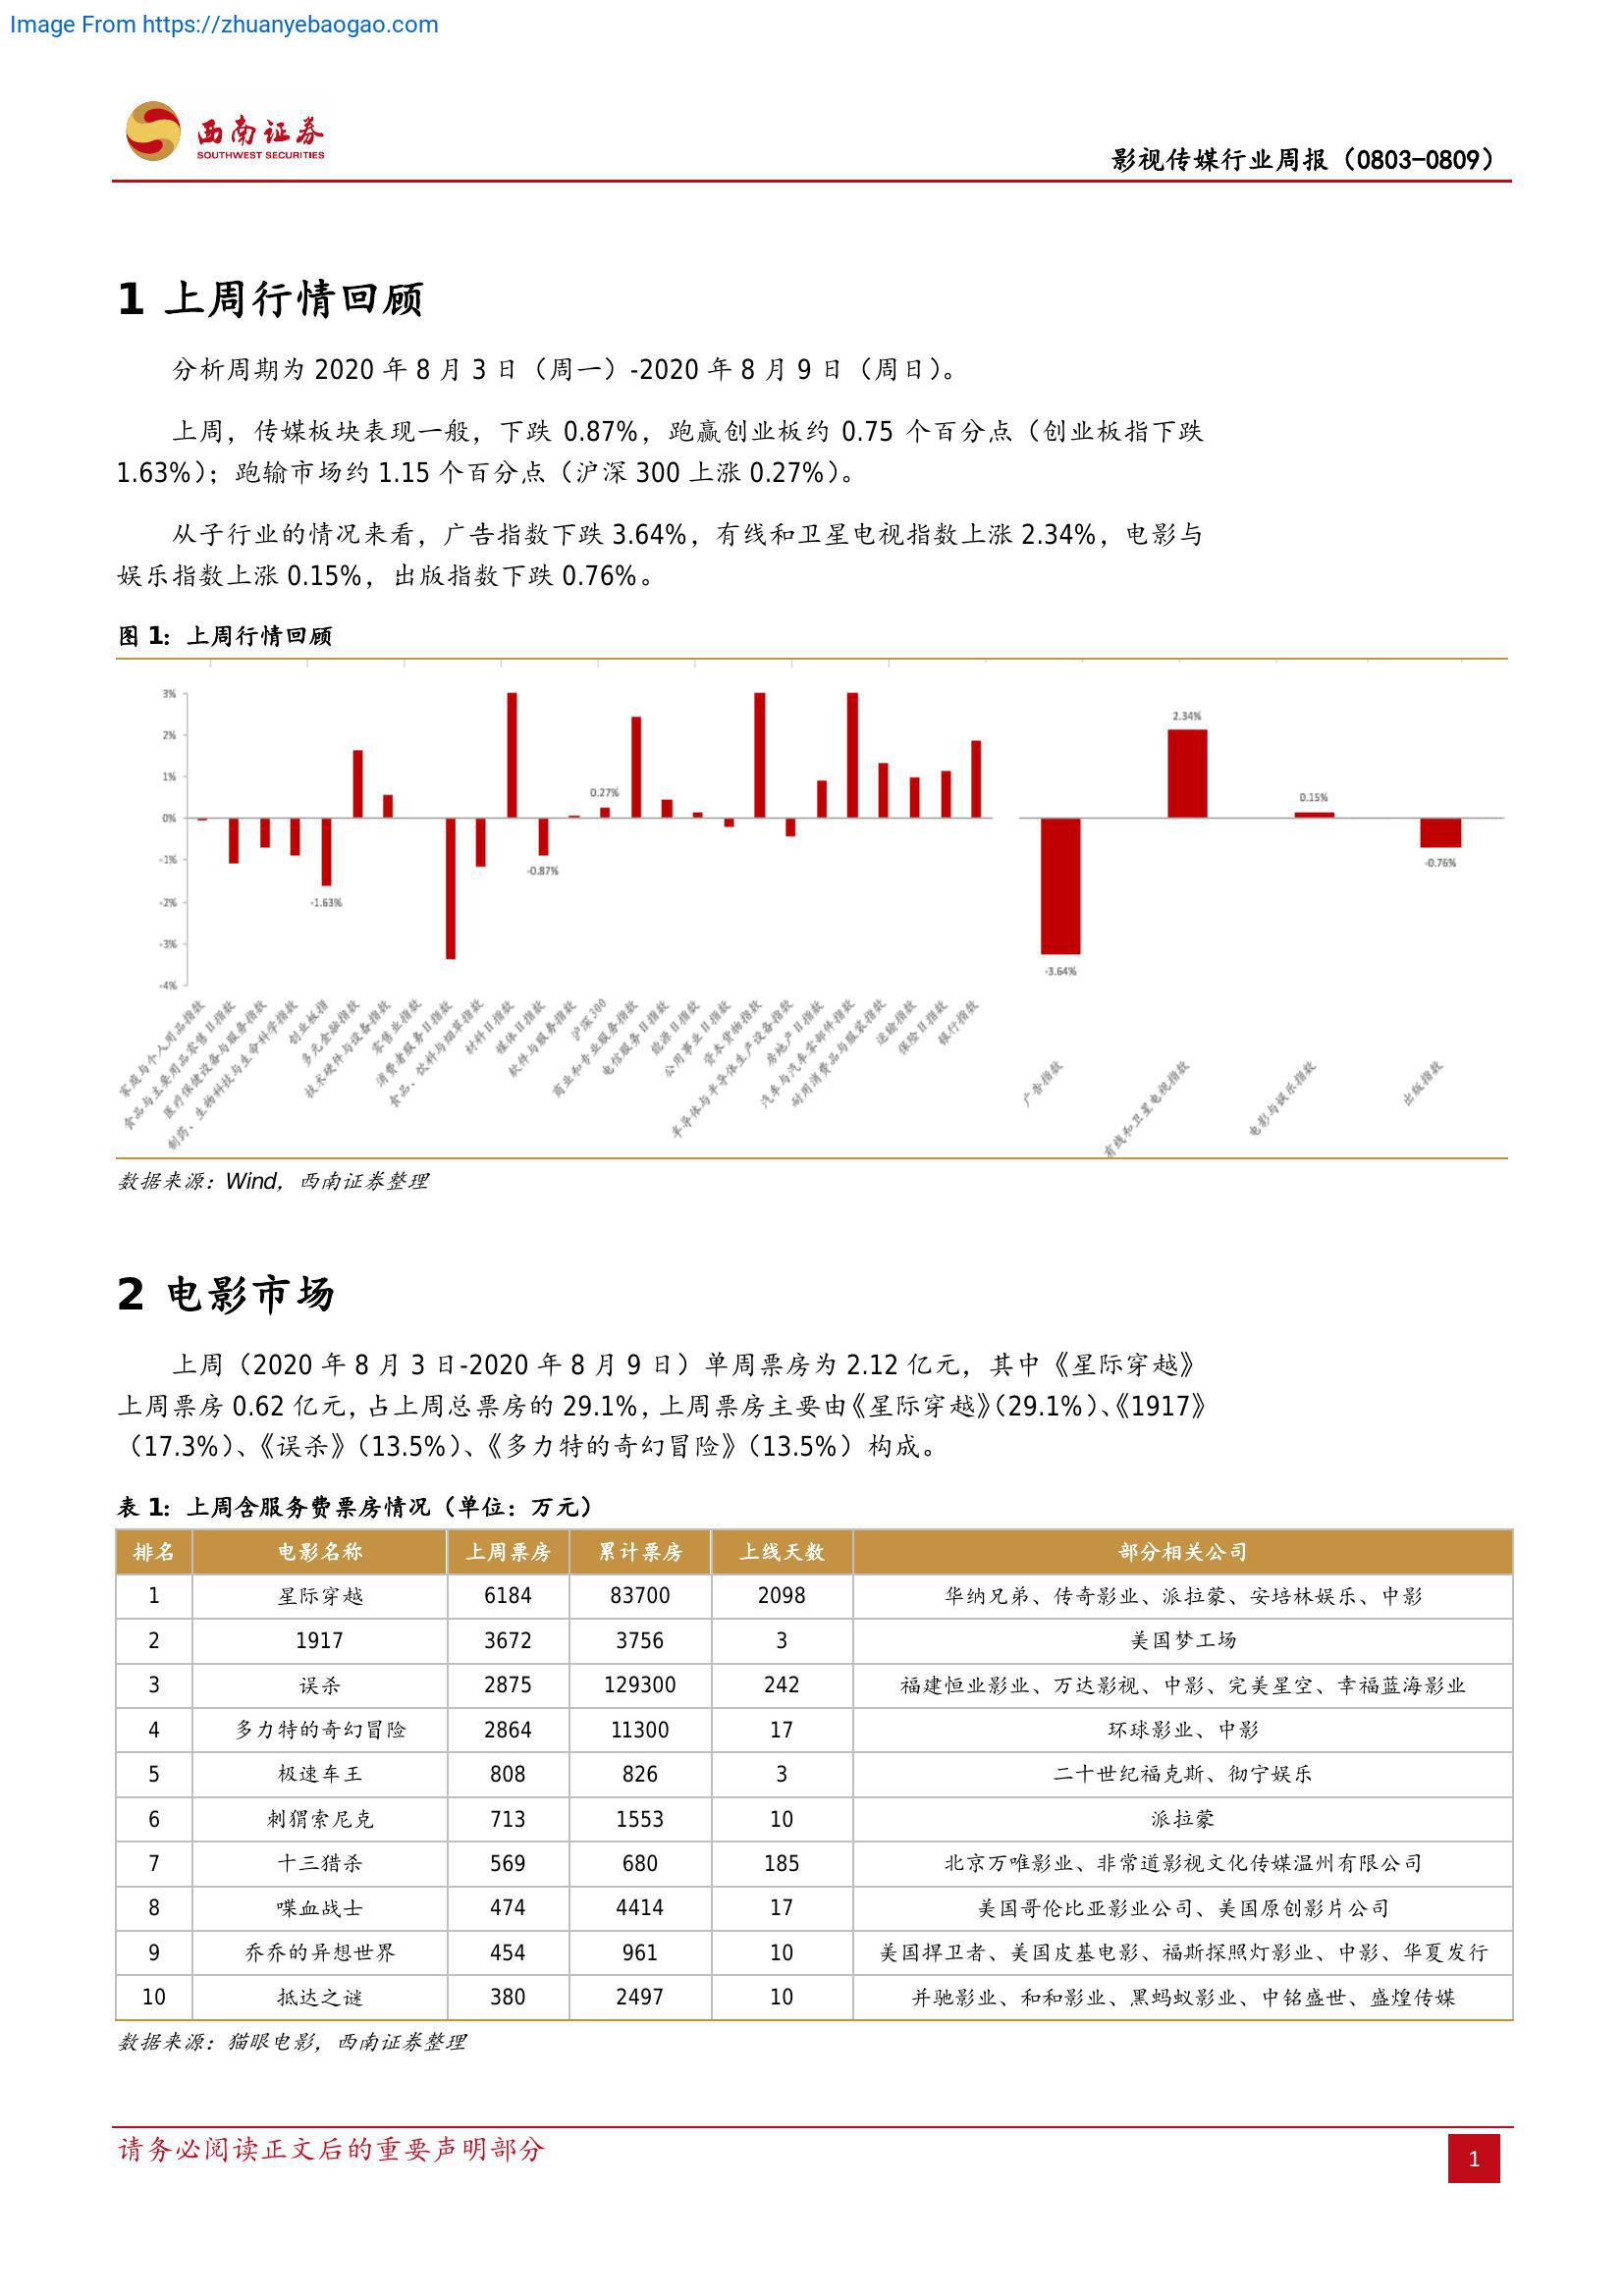 Image From https://zhuanyebaogao.com
西南证券
SOUTHWEST SECURITIES
影视传媒行业周报（0803-0809）
1 上周行情回顾
分析周期为 2020 年 8 月 3 日（周一）-2020 年 8 月 9 日（周日）。
上周，传媒板块表现一般，下跌 0.87%，跑赢创业板约 0.75 个百分点（创业板指下跌
1.63%）；跑输市场约 1.15 个百分点（沪深 300 上涨 0.27%）。
从子行业的情况来看，广告指数下跌 3.64%，有线和卫星电视指数上涨 2.34%，电影与
娱乐指数上涨 0.15%，出版指数下跌 0.76%。
图 1：上周行情回顾
3%
2%
1%
0%
-1%
-2%
-3%
-4%
-1.63%
-0.87%
0.27%
-3.64%
2.34%
0.15%
-0.76%
家庭与个人用品指数
食品与主要用品零售Ⅱ指数
医疗保健设备与服务指数
制药、生物科技与生命科学指数
创业板指
多元金融指数
技术硬件与设备指数
零售业指数
消费者服务Ⅱ指数
食品、饮料与烟草指数
材料Ⅱ指数
媒体Ⅱ指数
软件与服务指数
沪深300
商业和专业服务指数
电信服务Ⅱ指数
能源Ⅱ指数
公用事业Ⅱ指数
资本货物指数
半导体与半导体生产设备指数
房地产Ⅱ指数
汽车与汽车零部件指数
耐用消费品与服装指数
运输指数
保险Ⅱ指数
银行指数
广告指数
有线和卫星电视指数
电影与娱乐指数
出版指数
数据来源：Wind，西南证券整理
2 电影市场
上周（2020 年 8 月 3 日-2020 年 8 月 9 日）单周票房为 2.12 亿元，其中《星际穿越》
上周票房 0.62 亿元，占上周总票房的 29.1%，上周票房主要由《星际穿越》（29.1%）、《1917》
（17.3%）、《误杀》（13.5%）、《多力特的奇幻冒险》（13.5%）构成。
表 1：上周含服务费票房情况（单位：万元）
排名 电影名称 上周票房 累计票房 上线天数 部分相关公司
1 星际穿越 6184 83700 2098 华纳兄弟、传奇影业、派拉蒙、安培林娱乐、中影
2 1917 3672 3756 3 美国梦工场
3 误杀 2875 129300 242 福建恒业影业、万达影视、中影、完美星空、幸福蓝海影业
4 多力特的奇幻冒险 2864 11300 17 环球影业、中影
5 极速车王 808 826 3 二十世纪福克斯、彻宁娱乐
6 刺猬索尼克 713 1553 10 派拉蒙
7 十三猎杀 569 680 185 北京万唯影业、非常道影视文化传媒温州有限公司
8 喋血战士 474 4414 17 美国哥伦比亚影业公司、美国原创影片公司
9 乔乔的异想世界 454 961 10 美国捍卫者、美国皮基电影、福斯探照灯影业、中影、华夏发行
10 抵达之谜 380 2497 10 并驰影业、和和影业、黑蚂蚁影业、中铭盛世、盛煌传媒
数据来源：猫眼电影，西南证券整理
请务必阅读正文后的重要声明部分
1